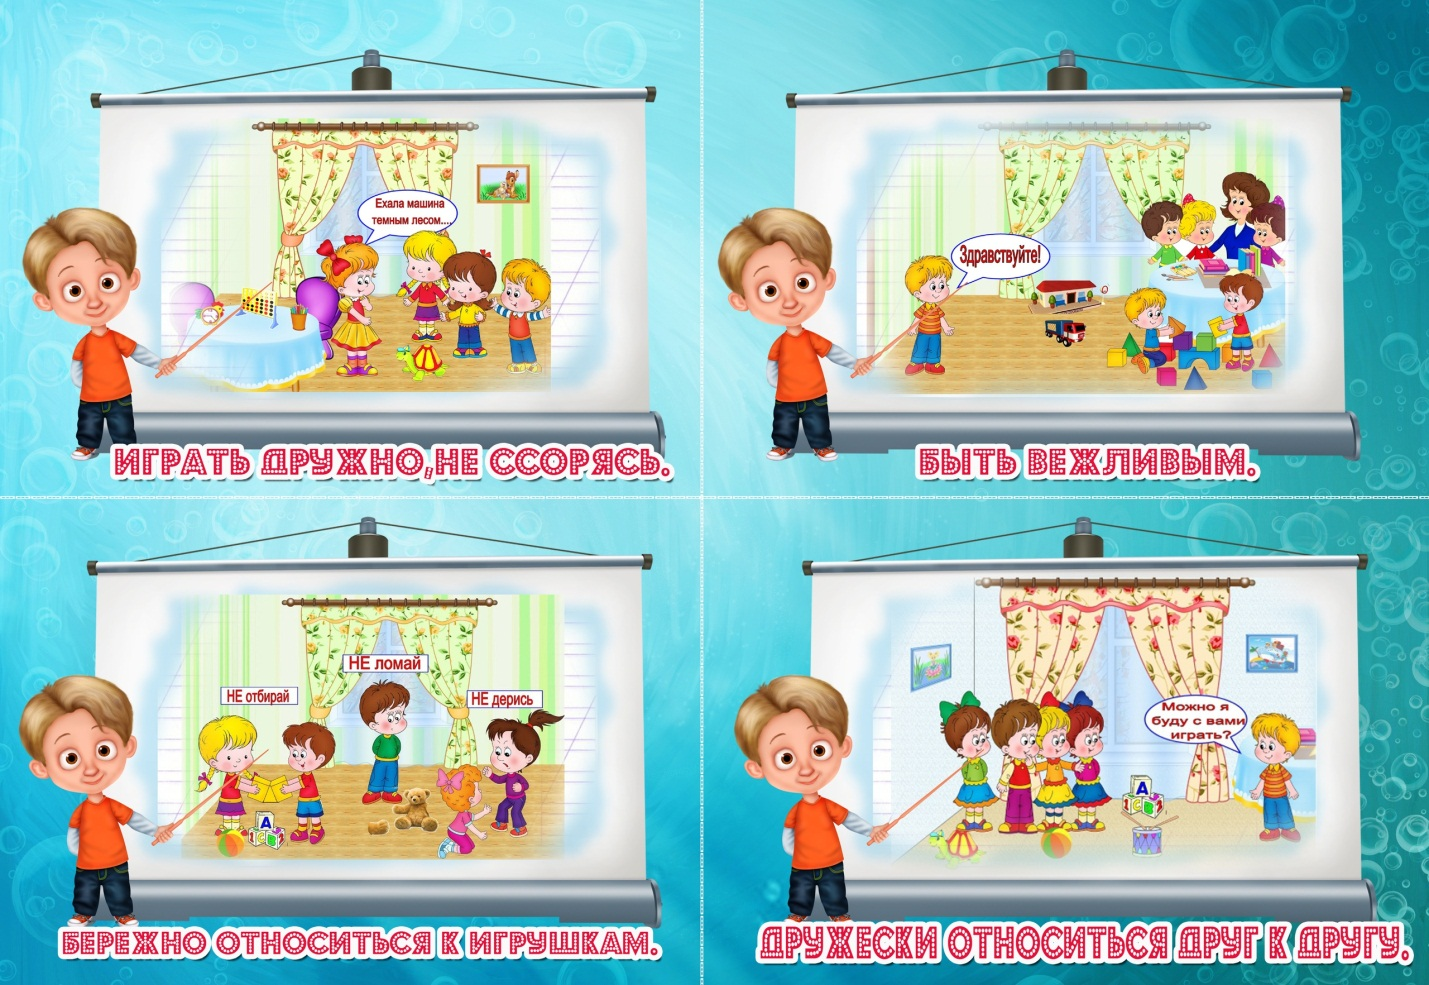 Ехала машина
темным лесом....
ИГРАТЬ ДРУЖНО,НЕ ССОРЯСЬ.
Здравствуйте!
БЫТЬ ВЕЖЛИВЫМ.
НЕ ломай
НЕ отбирай
НЕ дерись
А
БЕРЕЖНО ОТНОСИТЬСЯ К ИГРУШКАМ.
Можно я
буду с вами
играть?
А
ДРУЖЕСКИ ОТНОСИТЬСЯ ДРУГ К ДРУГУ.